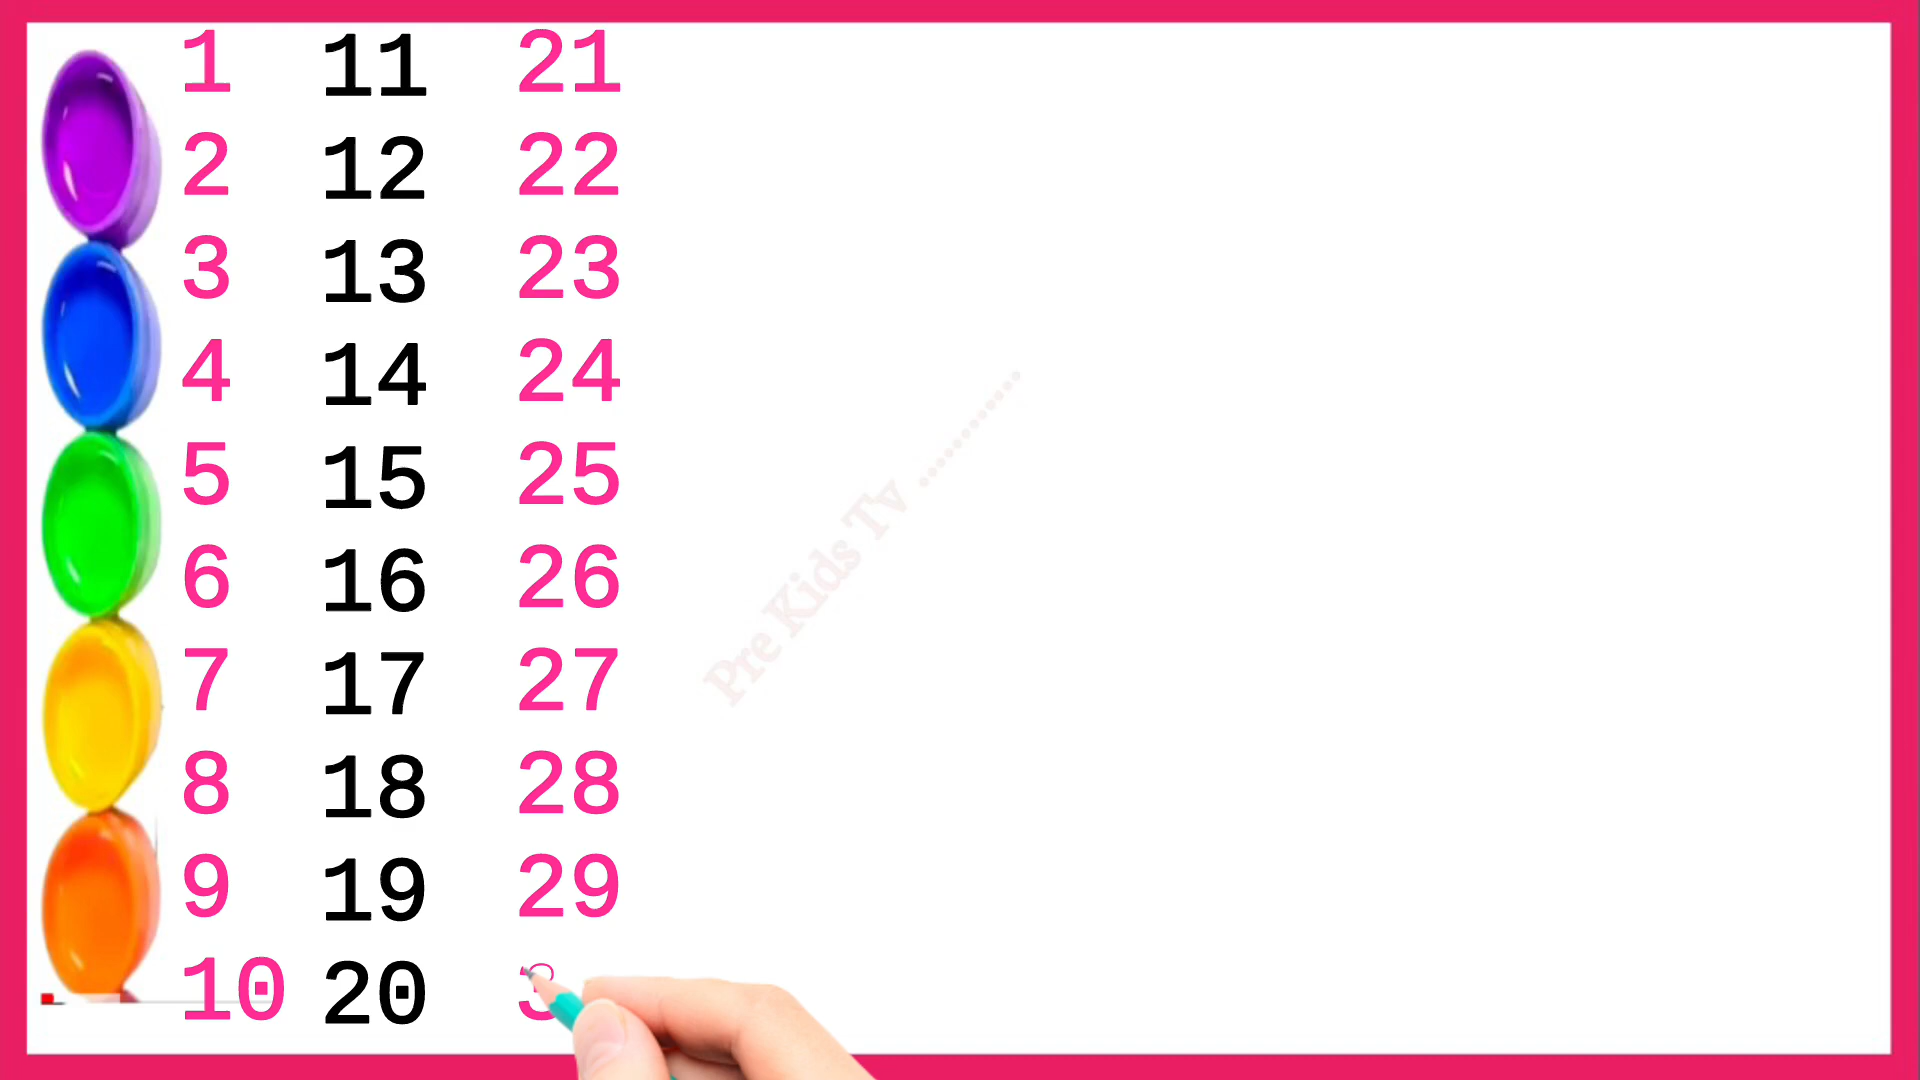 1 11 21
2 12 22
3 13 23
4 14 24
5 15 25
6 16 26
7 17 27
8 18 28
9 19 29
10 20 3
Pre Kids Tv ............